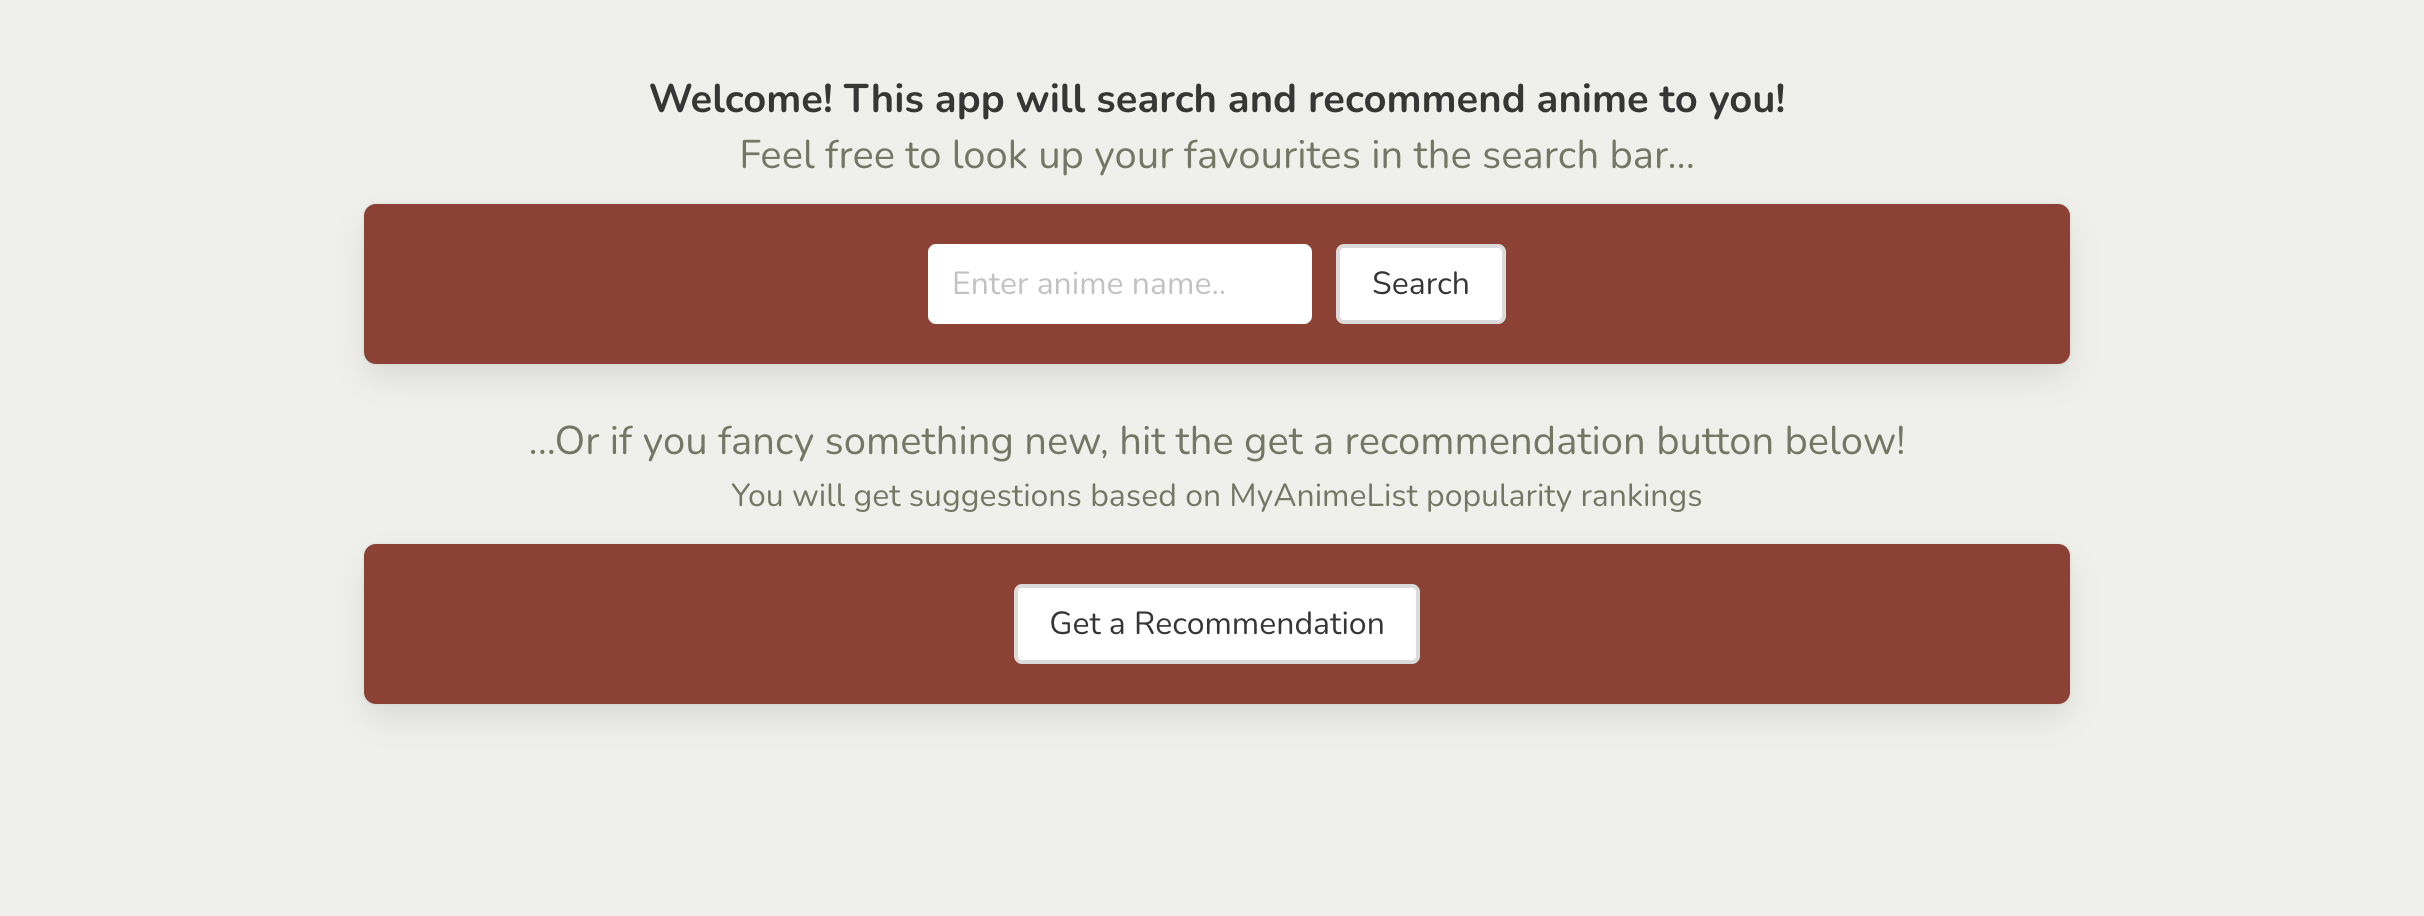 Welcome! This app will search and recommend anime to you!
Feel free to look up your favourites in the search bar...
Enter anime name..
Search
...Or if you fancy something new, hit the get a recommendation button below!
You will get suggestions based on MyAnimeList popularity rankings
Get a Recommendation